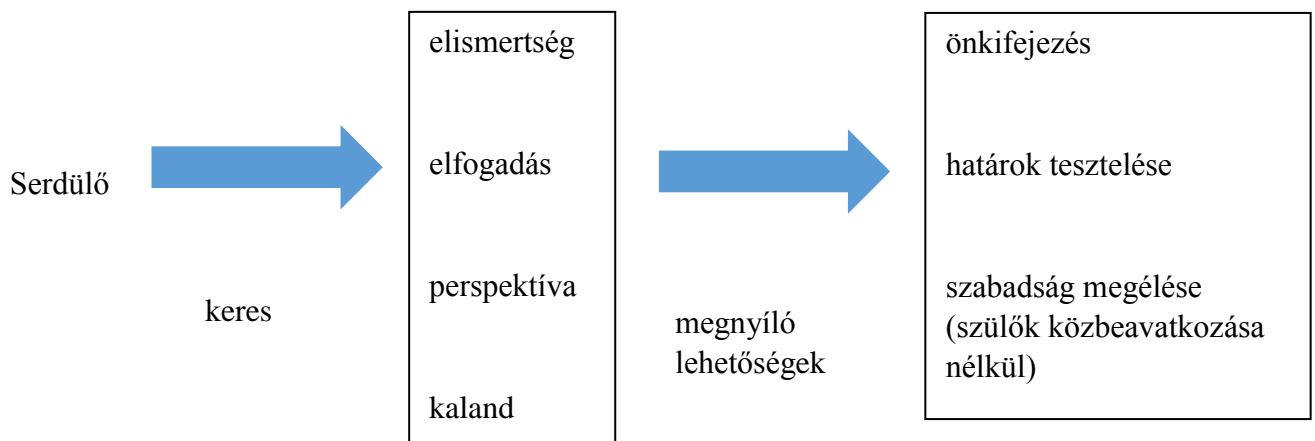 Serdülő
keres
elismertség
elfogadás
perspektíva
kaland
megnyíló
lehetőségek
önkifejezés
határok tesztelése
szabadság megélése
(szülők közbeavatkozása
nélkül)